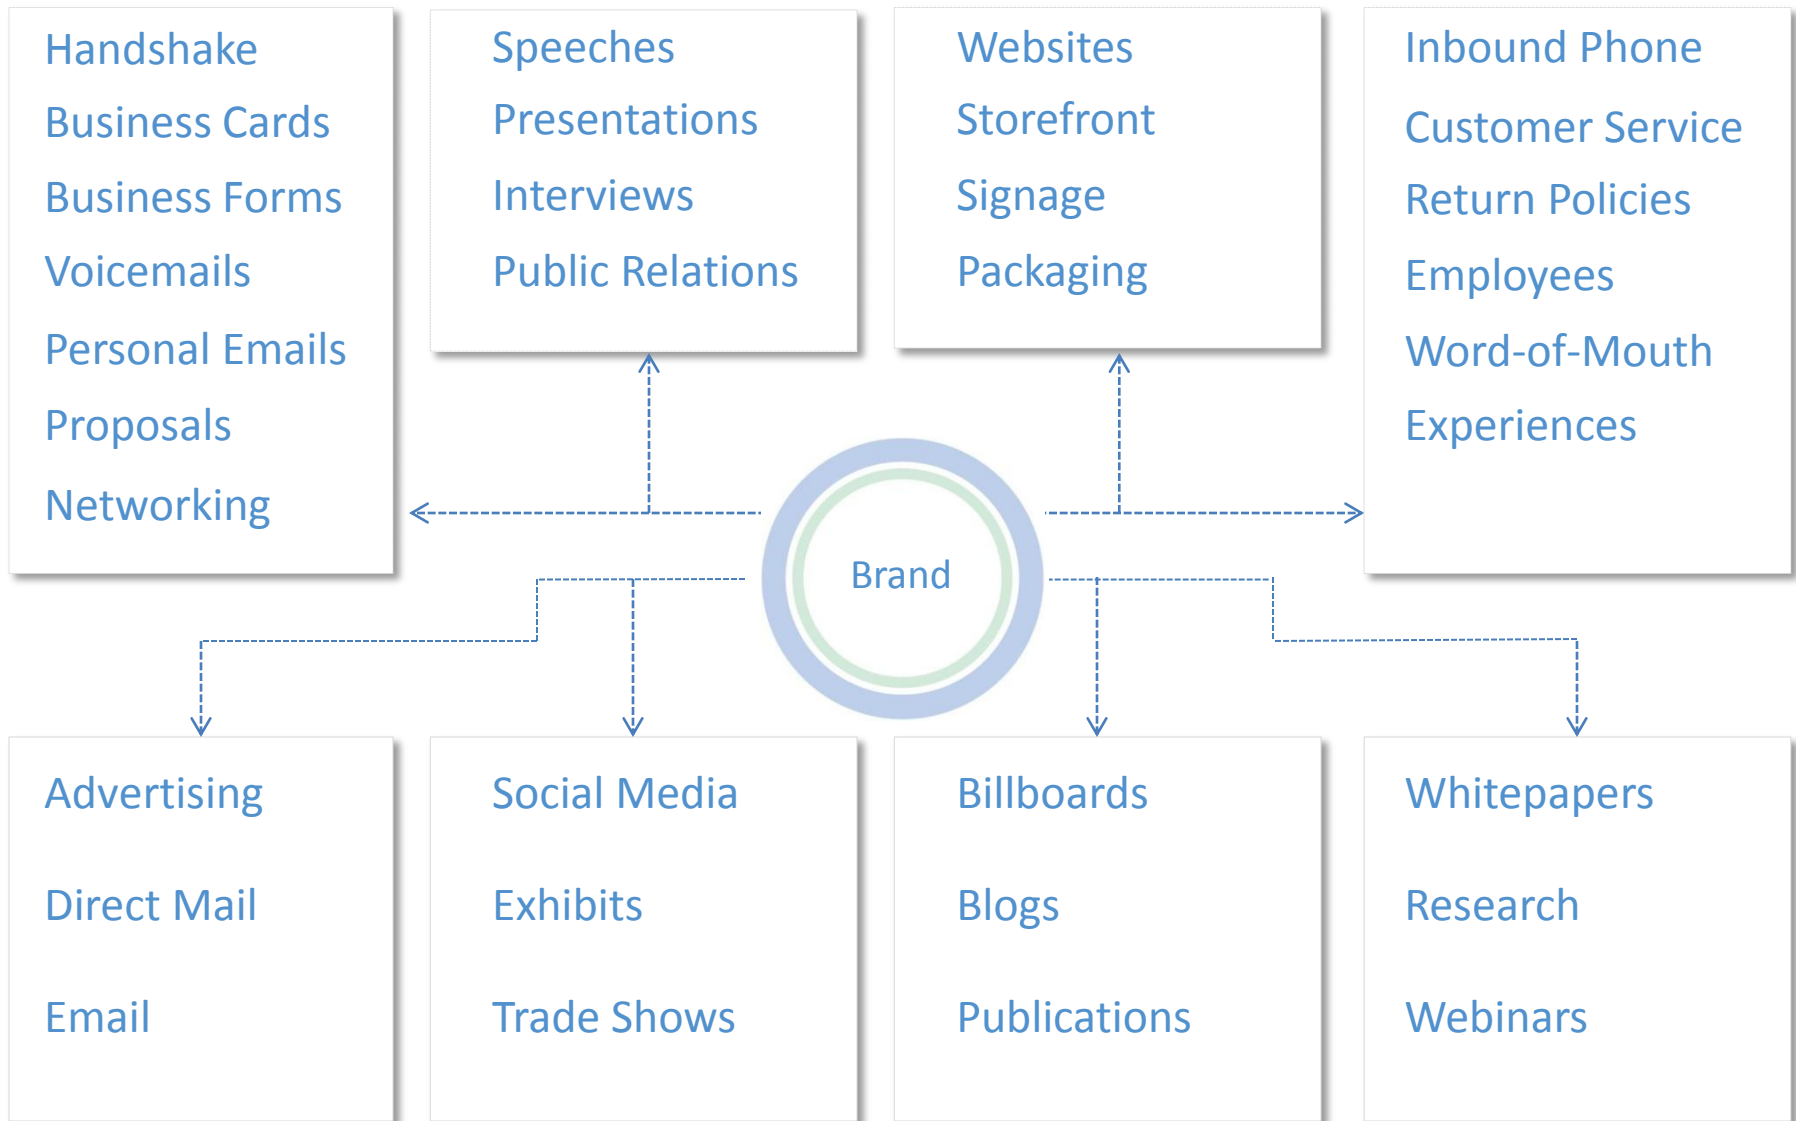 Handshake
Business Cards
Business Forms
Voicemails
Personal Emails
Proposals
Networking
Speeches
Presentations
Interviews
Public Relations
Websites
Storefront
Signage
Packaging
Inbound Phone
Customer Service
Return Policies
Employees
Word-of-Mouth
Experiences
Brand
Advertising
Direct Mail
Email
Social Media
Exhibits
Trade Shows
Billboards
Blogs
Publications
Whitepapers
Research
Webinars